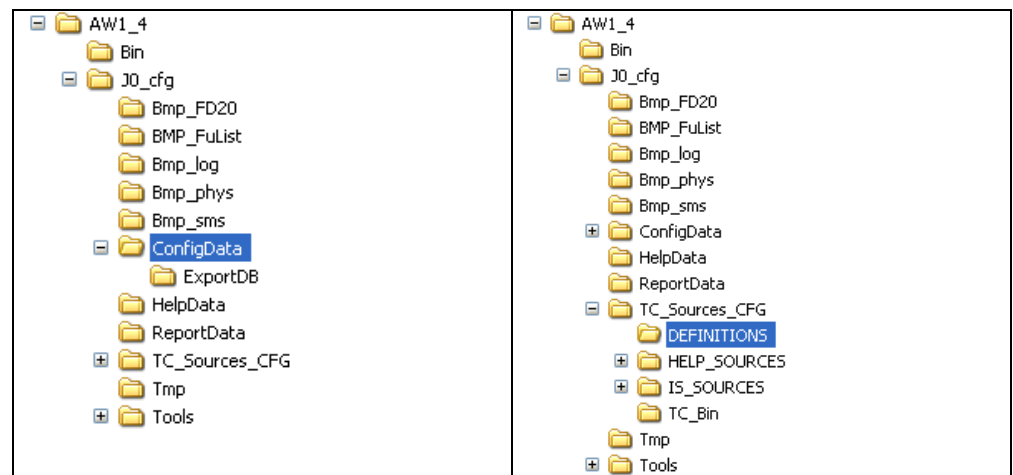 AW1_4
Bin
J0_cfg
Bmp_FD20
BMP_FuList
Bmp_log
Bmp_phys
Bmp_sms
ConfigData
ExportDB
HelpData
ReportData
TC_Sources_CFG
Tmp
Tools
AW1_4
Bin
J0_cfg
Bmp_FD20
BMP_FuList
Bmp_log
Bmp_phys
Bmp_sms
ConfigData
HelpData
ReportData
TC_Sources_CFG
DEFINITIONS
HELP_SOURCES
IS_SOURCES
TC_Bin
Tmp
Tools